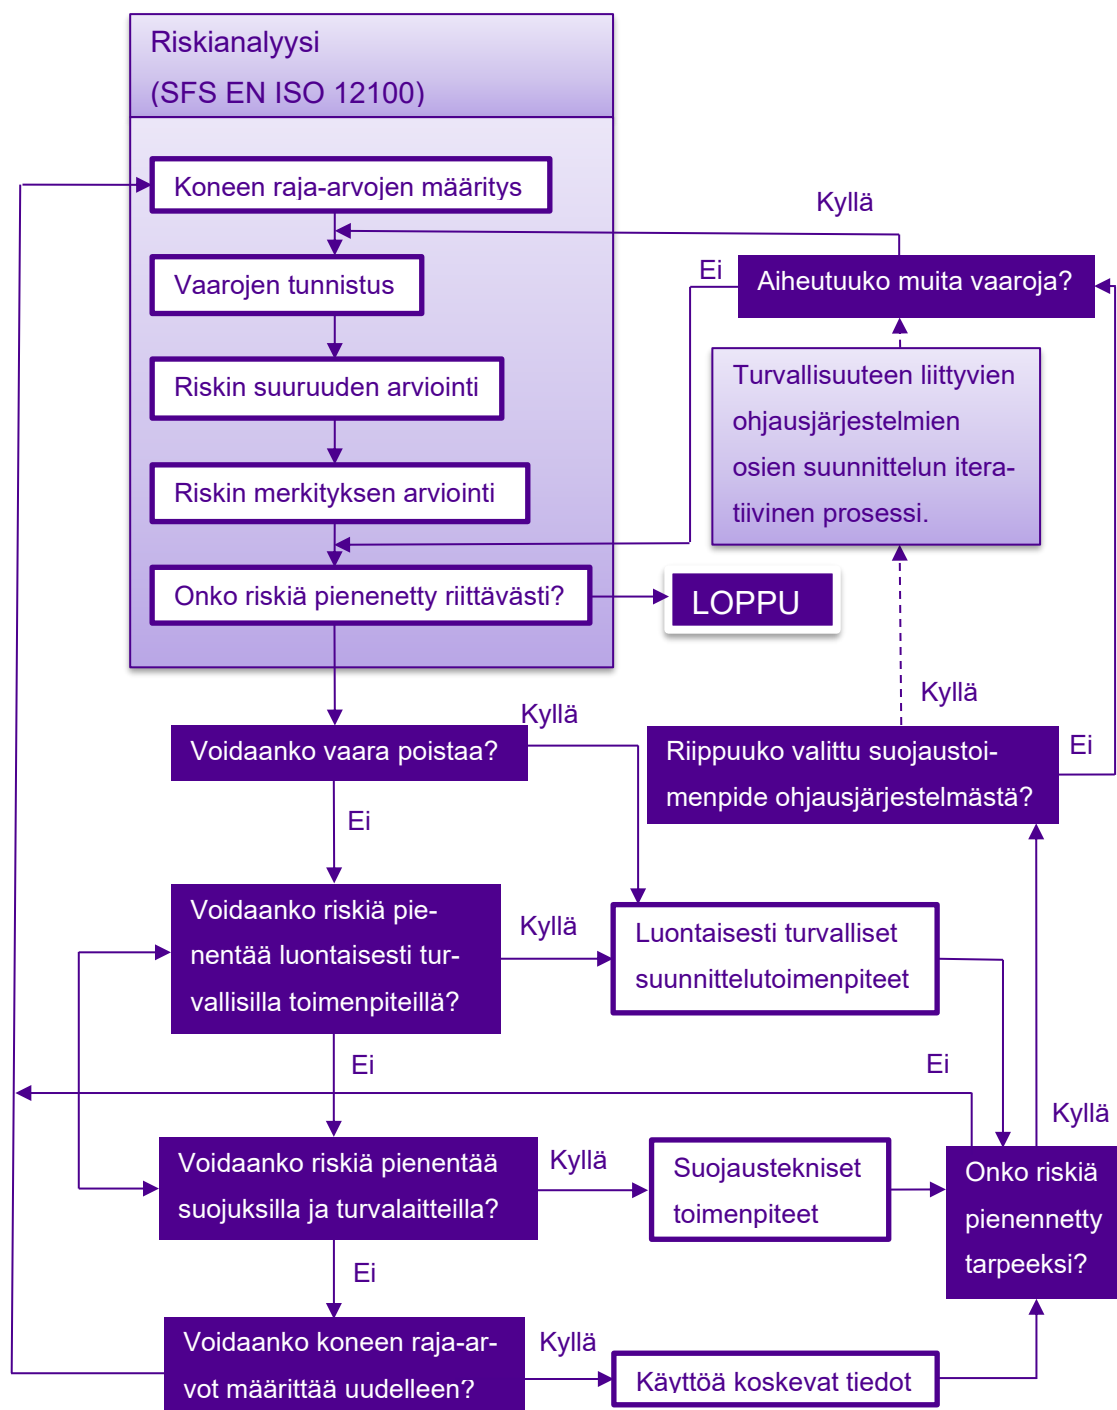 Riskianalyysi
(SFS EN ISO 12100)
Koneen raja-arvojen määritys
Kyllä
Vaarojen tunnistus
Ei
Aiheutuuko muita vaaroja?
Riskin suuruuden arviointi
Turvallisuuteen liittyvien
ohjausjärjestelmien
osien suunnittelun itera-
tiivinen prosessi.
Riskin merkityksen arviointi
Onko riskiä pienenetty riittävästi?
LOPPU
Kyllä
Kyllä
Voidaanko vaara poistaa?
Riippuuko valittu suojaustoi-
menpide ohjausjärjestelmästä?
Ei
Ei
Voidaanko riskiä pie-
nentää luontaisesti tur-
vallisilla toimenpiteillä?
Kyllä
Luontaisesti turvalliset
suunnittelutoimenpiteet
Ei
Ei
Kyllä
Voidaanko riskiä pienentää
suojuksilla ja turvalaitteilla?
Kyllä
Suojaustekniset
toimenpiteet
Onko riskiä
pienennetty
tarpeeksi?
Ei
Voidaanko koneen raja-ar-
vot määrittää uudelleen?
Kyllä
Käyttöä koskevat tiedot